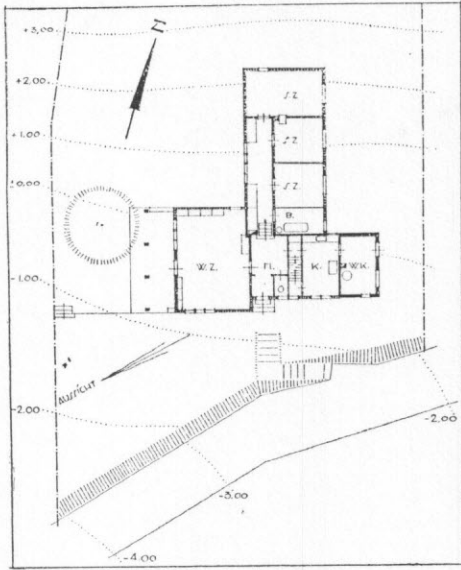 +3,00
N
+2.00
S.Z.
+1.00
S.Z.
±0.00
S.Z.
B.
W.Z.
Fl.
K.
W.K.
-1.00
Aussicht
-2.00
-2.00
-3.00
-4.00